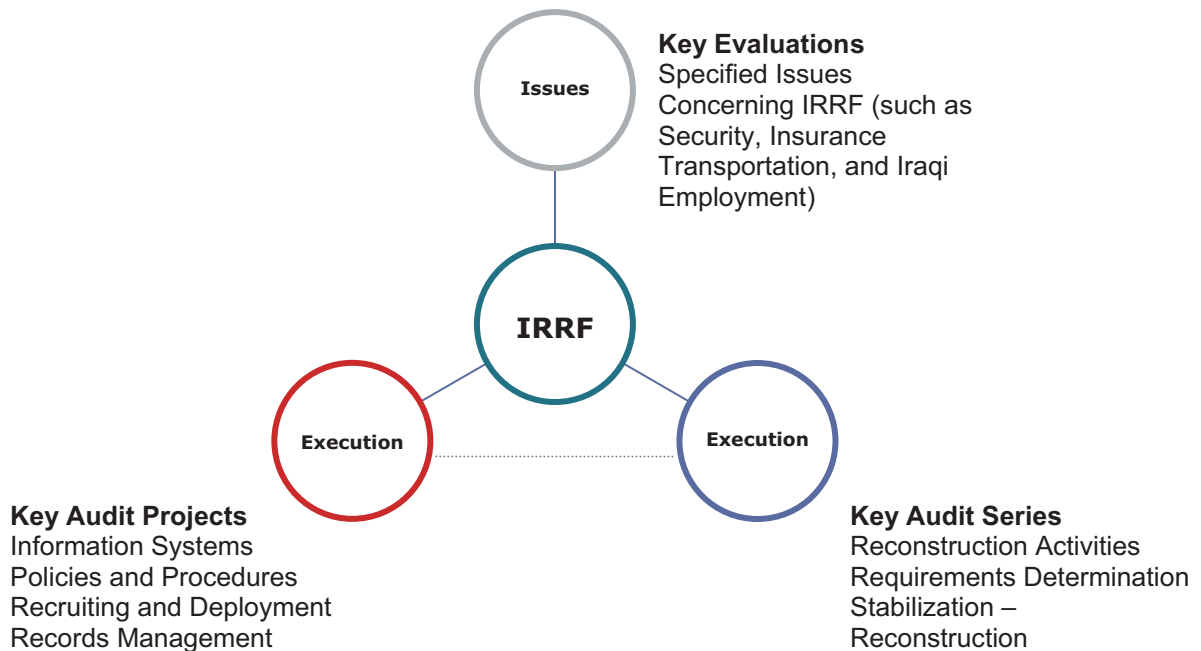 Issues
Key Evaluations
Specified Issues
Concerning IRRF (such as
Security, Insurance
Transportation, and Iraqi
Employment)
IRRF
Execution
Execution
Key Audit Projects
Information Systems
Policies and Procedures
Recruiting and Deployment
Records Management
Key Audit Series
Reconstruction Activities
Requirements Determination
Stabilization –
Reconstruction